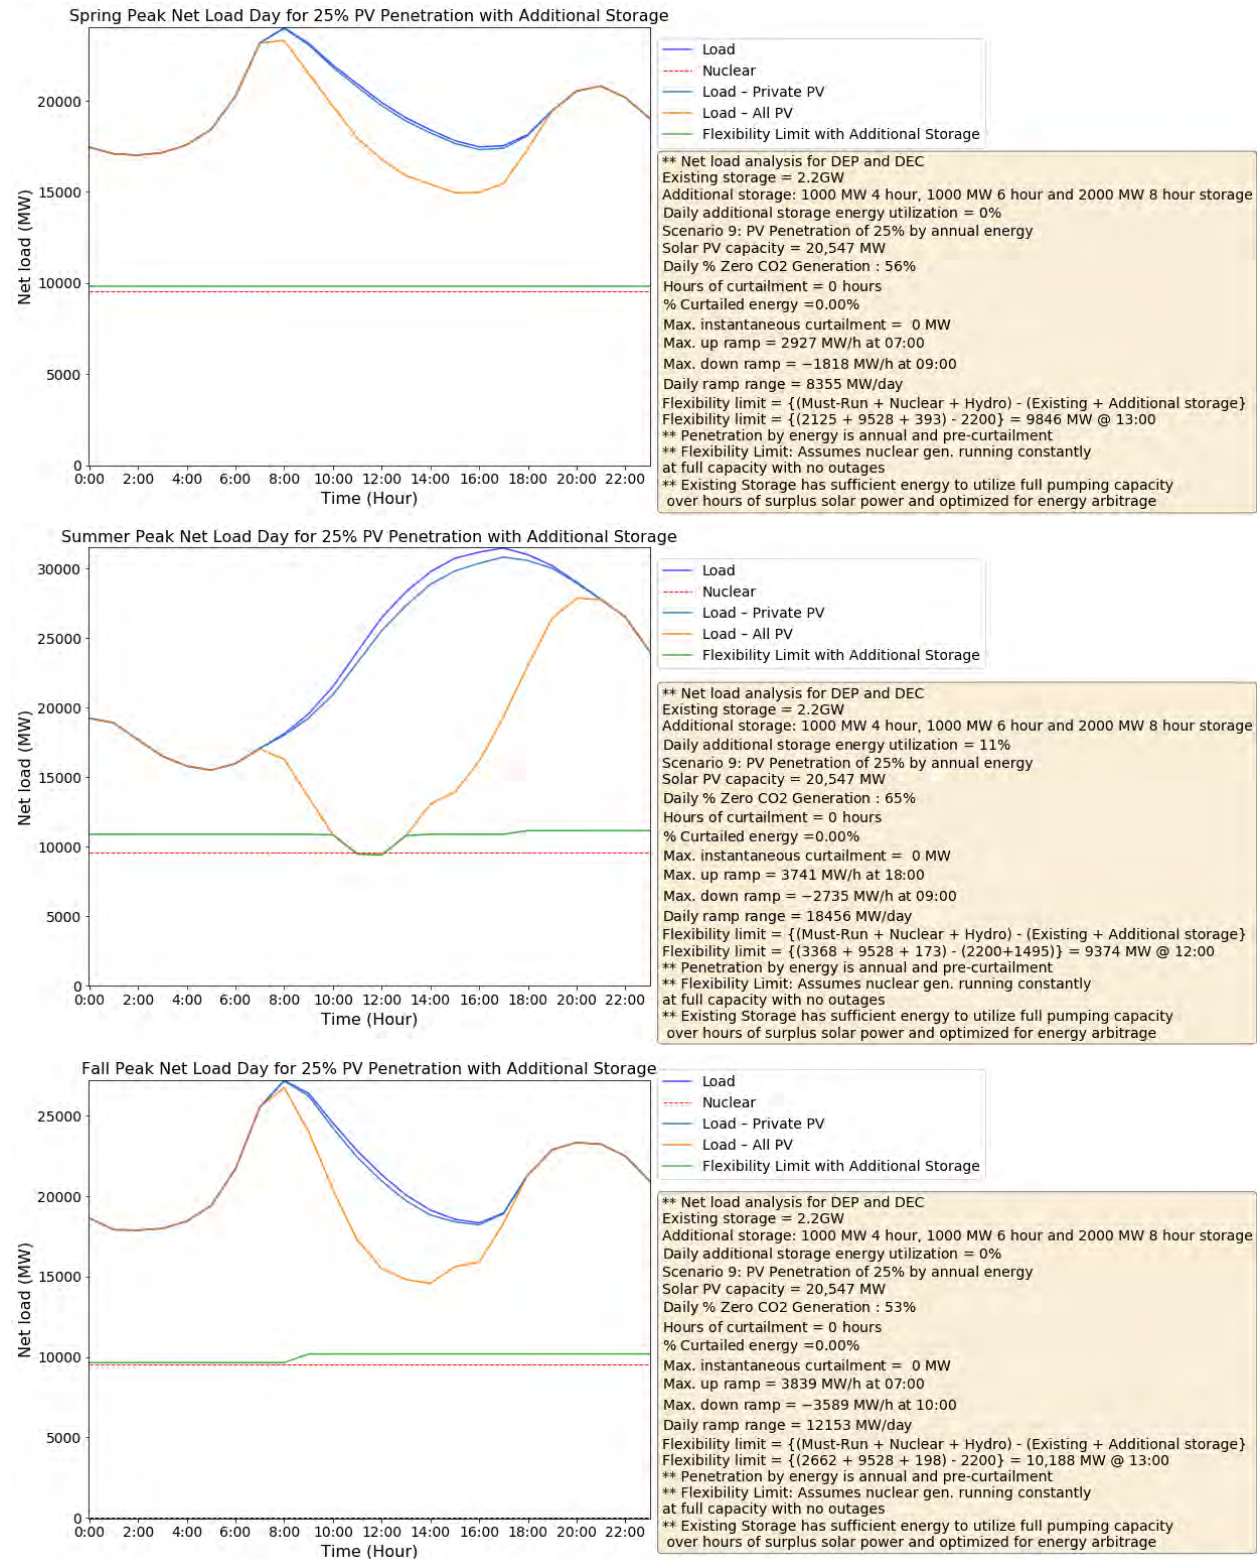 Spring Peak Net Load Day for 25% PV Penetration with Additional Storage
Net load (MW)
20000
15000
10000
5000
0
0:00 2:00 4:00 6:00 8:00 10:00 12:00 14:00 16:00 18:00 20:00 22:00
Time (Hour)
Load
Nuclear
Load – Private PV
Load – All PV
Flexibility Limit with Additional Storage
** Net load analysis for DEP and DEC
Existing storage = 2.2GW
Additional storage: 1000 MW 4 hour, 1000 MW 6 hour and 2000 MW 8 hour storage
Daily additional storage energy utilization = 0%
Scenario 9: PV Penetration of 25% by annual energy
Solar PV capacity = 20,547 MW
Daily % Zero CO2 Generation : 56%
Hours of curtailment = 0 hours
% Curtailed energy =0.00%
Max. instantaneous curtailment =  0 MW
Max. up ramp = 2927 MW/h at 07:00
Max. down ramp = −1818 MW/h at 09:00
Daily ramp range = 8355 MW/day
Flexibility limit = {(Must-Run + Nuclear + Hydro) - (Existing + Additional storage}
Flexibility limit = {(2125 + 9528 + 393) - 2200} = 9846 MW @ 13:00
** Penetration by energy is annual and pre-curtailment
** Flexibility Limit: Assumes nuclear gen. running constantly
at full capacity with no outages
** Existing Storage has sufficient energy to utilize full pumping capacity
over hours of surplus solar power and optimized for energy arbitrage
Summer Peak Net Load Day for 25% PV Penetration with Additional Storage
Net load (MW)
30000
25000
20000
15000
10000
5000
0
0:00 2:00 4:00 6:00 8:00 10:00 12:00 14:00 16:00 18:00 20:00 22:00
Time (Hour)
Load
Nuclear
Load – Private PV
Load – All PV
Flexibility Limit with Additional Storage
** Net load analysis for DEP and DEC
Existing storage = 2.2GW
Additional storage: 1000 MW 4 hour, 1000 MW 6 hour and 2000 MW 8 hour storage
Daily additional storage energy utilization = 11%
Scenario 9: PV Penetration of 25% by annual energy
Solar PV capacity = 20,547 MW
Daily % Zero CO2 Generation : 65%
Hours of curtailment = 0 hours
% Curtailed energy =0.00%
Max. instantaneous curtailment =  0 MW
Max. up ramp = 3741 MW/h at 18:00
Max. down ramp = −2735 MW/h at 09:00
Daily ramp range = 18456 MW/day
Flexibility limit = {(Must-Run + Nuclear + Hydro) - (Existing + Additional storage}
Flexibility limit = {(3368 + 9528 + 173) - (2200+1495)} = 9374 MW @ 12:00
** Penetration by energy is annual and pre-curtailment
** Flexibility Limit: Assumes nuclear gen. running constantly
at full capacity with no outages
** Existing Storage has sufficient energy to utilize full pumping capacity
over hours of surplus solar power and optimized for energy arbitrage
Fall Peak Net Load Day for 25% PV Penetration with Additional Storage
Net load (MW)
25000
20000
15000
10000
5000
0
0:00 2:00 4:00 6:00 8:00 10:00 12:00 14:00 16:00 18:00 20:00 22:00
Time (Hour)
Load
Nuclear
Load – Private PV
Load – All PV
Flexibility Limit with Additional Storage
** Net load analysis for DEP and DEC
Existing storage = 2.2GW
Additional storage: 1000 MW 4 hour, 1000 MW 6 hour and 2000 MW 8 hour storage
Daily additional storage energy utilization = 0%
Scenario 9: PV Penetration of 25% by annual energy
Solar PV capacity = 20,547 MW
Daily % Zero CO2 Generation : 53%
Hours of curtailment = 0 hours
% Curtailed energy =0.00%
Max. instantaneous curtailment =  0 MW
Max. up ramp = 3839 MW/h at 07:00
Max. down ramp = −3589 MW/h at 10:00
Daily ramp range = 12153 MW/day
Flexibility limit = {(Must-Run + Nuclear + Hydro) - (Existing + Additional storage}
Flexibility limit = {(2662 + 9528 + 198) - 2200} = 10,188 MW @ 13:00
** Penetration by energy is annual and pre-curtailment
** Flexibility Limit: Assumes nuclear gen. running constantly
at full capacity with no outages
** Existing Storage has sufficient energy to utilize full pumping capacity
over hours of surplus solar power and optimized for energy arbitrage